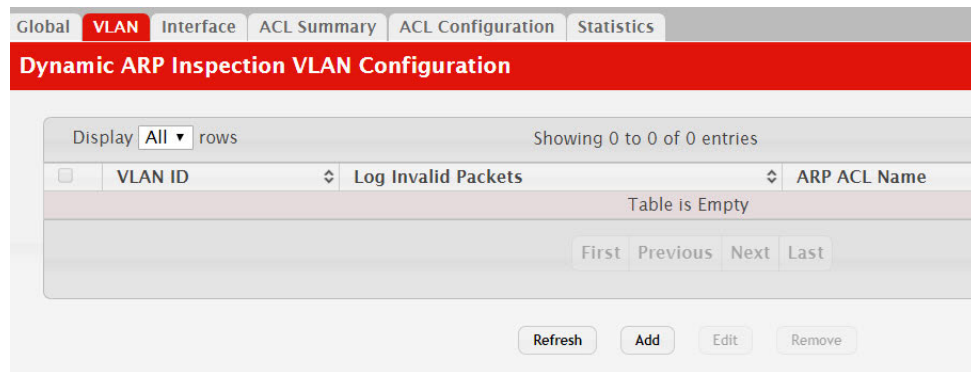 Global VLAN Interface ACL Summary ACL Configuration Statistics
Dynamic ARP Inspection VLAN Configuration
Display All rows Showing 0 to 0 of 0 entries
VLAN ID Log Invalid Packets ARP ACL Name
Table is Empty
First Previous Next Last
Refresh Add Edit Remove